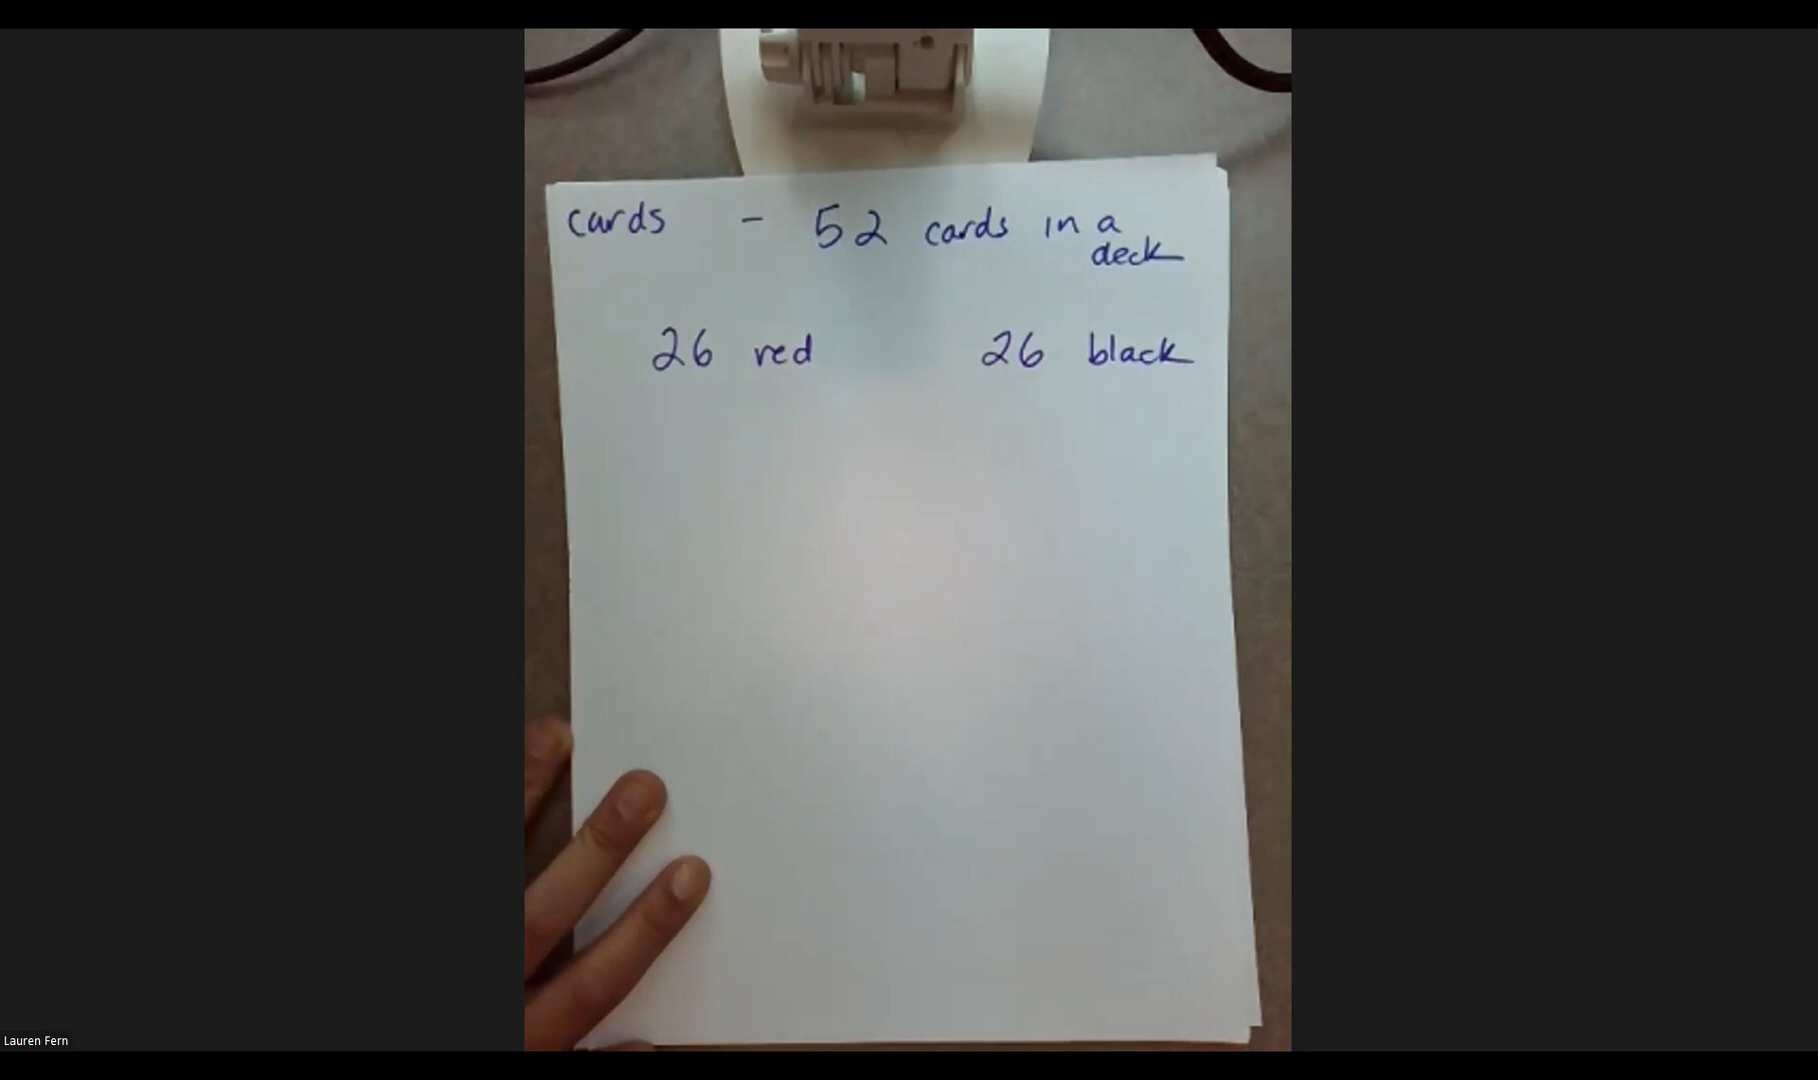 cards - 52 cards in a
deck
26 red 26 black
Lauren Fern